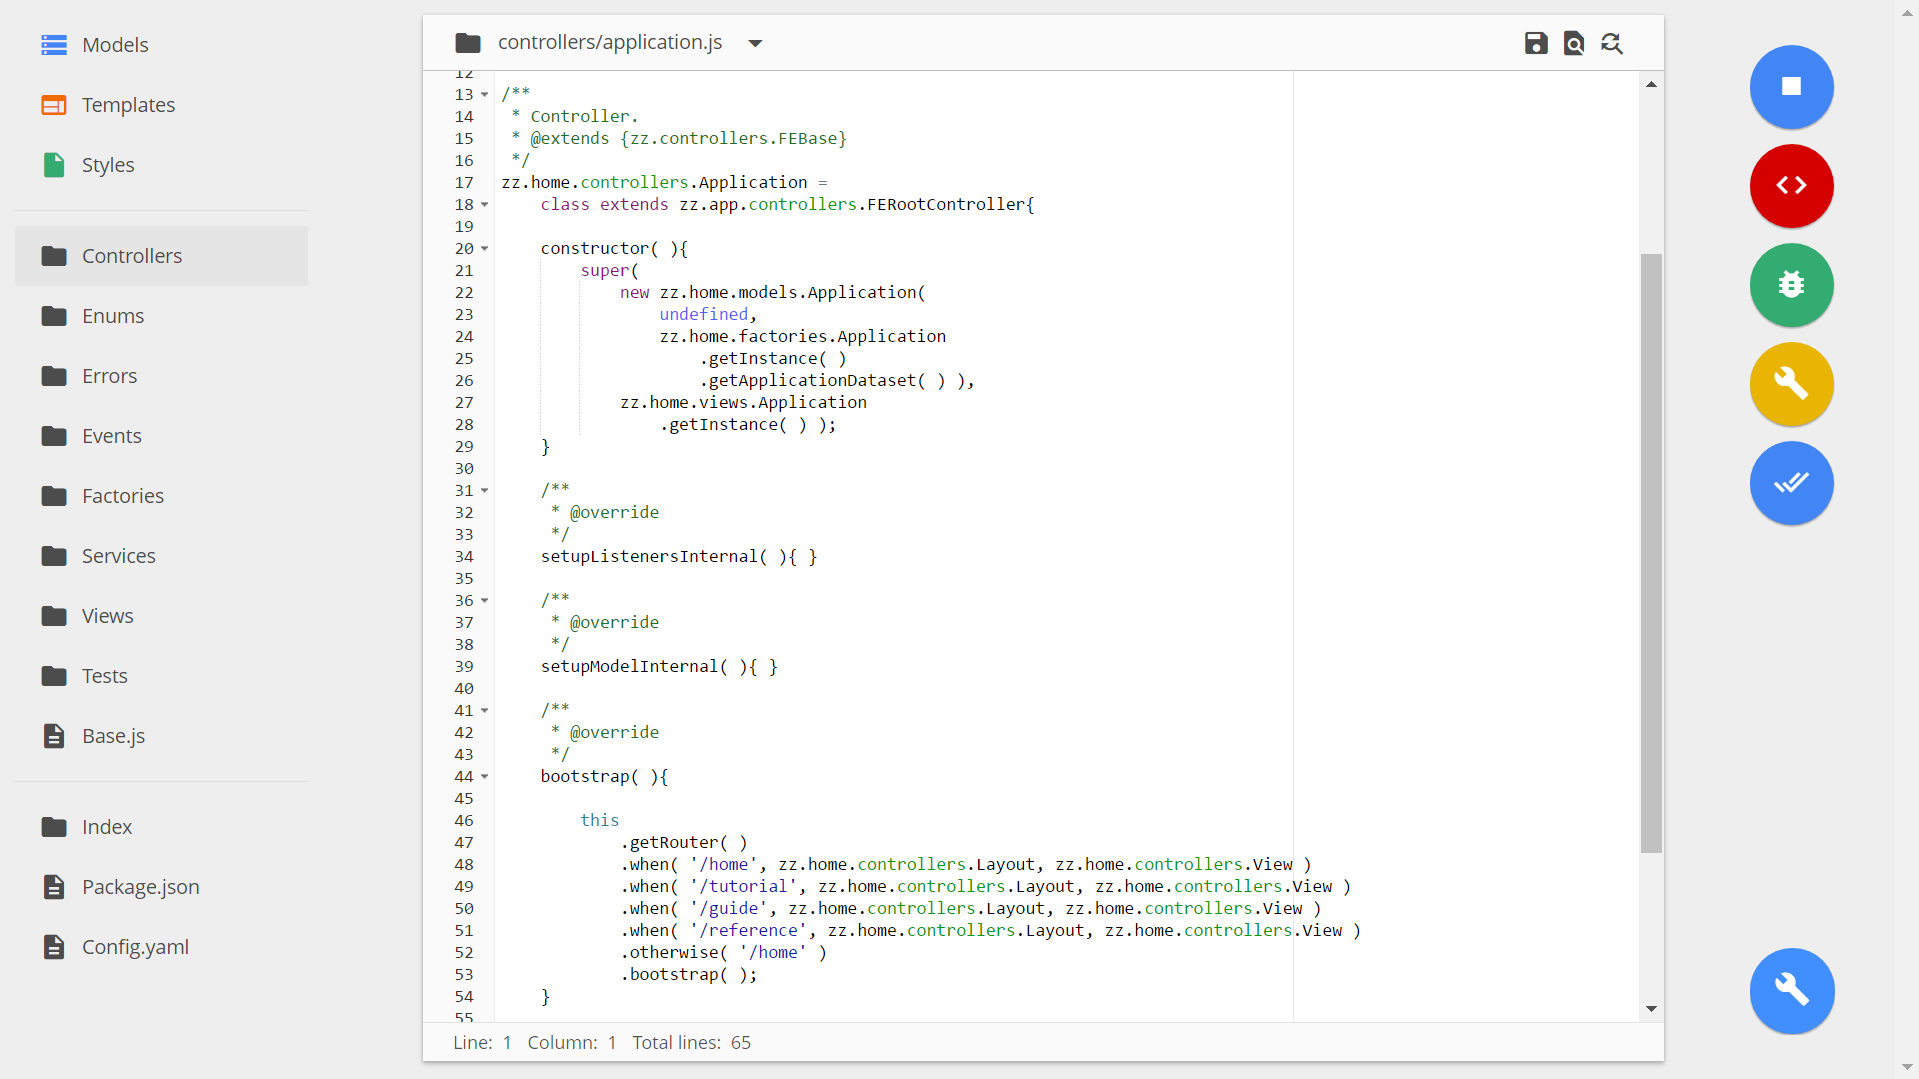 Models
Templates
Styles
Controllers
Enums
Errors
Events
Factories
Services
Views
Tests
Base.js
Index
Package.json
Config.yaml
controllers/application.js
12
13 /**
14  * Controller.
15  * @extends {zz.controllers.FEBase}
16  */
17 zz.home.controllers.Application =
18     class extends zz.app.controllers.FERootController{
19
20     constructor( ){
21         super(
22             new zz.home.models.Application(
23                 undefined,
24                 zz.home.factories.Application
25                     .getInstance( )
26                     .getApplicationDataset( ) ),
27             zz.home.views.Application
28                 .getInstance( ) );
29     }
30
31     /**
32      * @override
33      */
34     setupListenersInternal( ){ }
35
36     /**
37      * @override
38      */
39     setupModelInternal( ){ }
40
41     /**
42      * @override
43      */
44     bootstrap( ){
45
46         this
47             .getRouter( )
48             .when( '/home', zz.home.controllers.Layout, zz.home.controllers.View )
49             .when( '/tutorial', zz.home.controllers.Layout, zz.home.controllers.View )
50             .when( '/guide', zz.home.controllers.Layout, zz.home.controllers.View )
51             .when( '/reference', zz.home.controllers.Layout, zz.home.controllers.View )
52             .otherwise( '/home' )
53             .bootstrap( );
54     }
55
Line: 1 Column: 1 Total lines: 65